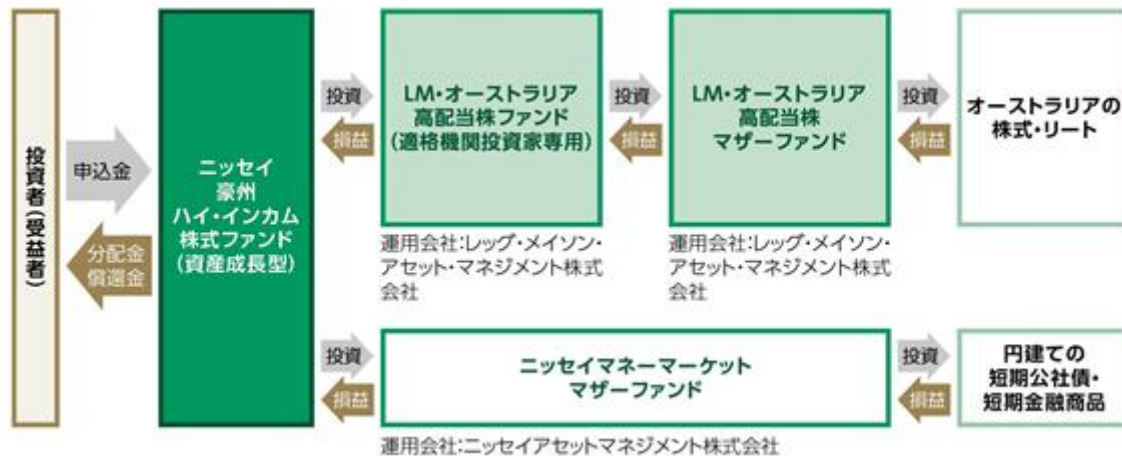 投資者(受益者)
申込金
分配金
償還金
ニッセイ
豪州
ハイ・インカム
株式ファンド
(資産成長型)
投資
損益
LM・オーストラリア
高配当株ファンド
(適格機関投資家専用)
運用会社:レッグ・メイソン・
アセット・マネジメント株式
会社
投資
損益
LM・オーストラリア
高配当株
マザーファンド
運用会社:レッグ・メイソン・
アセット・マネジメント株式
会社
投資
損益
オーストラリアの
株式・リート
投資
損益
ニッセイマネーマーケット
マザーファンド
運用会社:ニッセイアセットマネジメント株式会社
投資
損益
円建ての
短期公社債・
短期金融商品